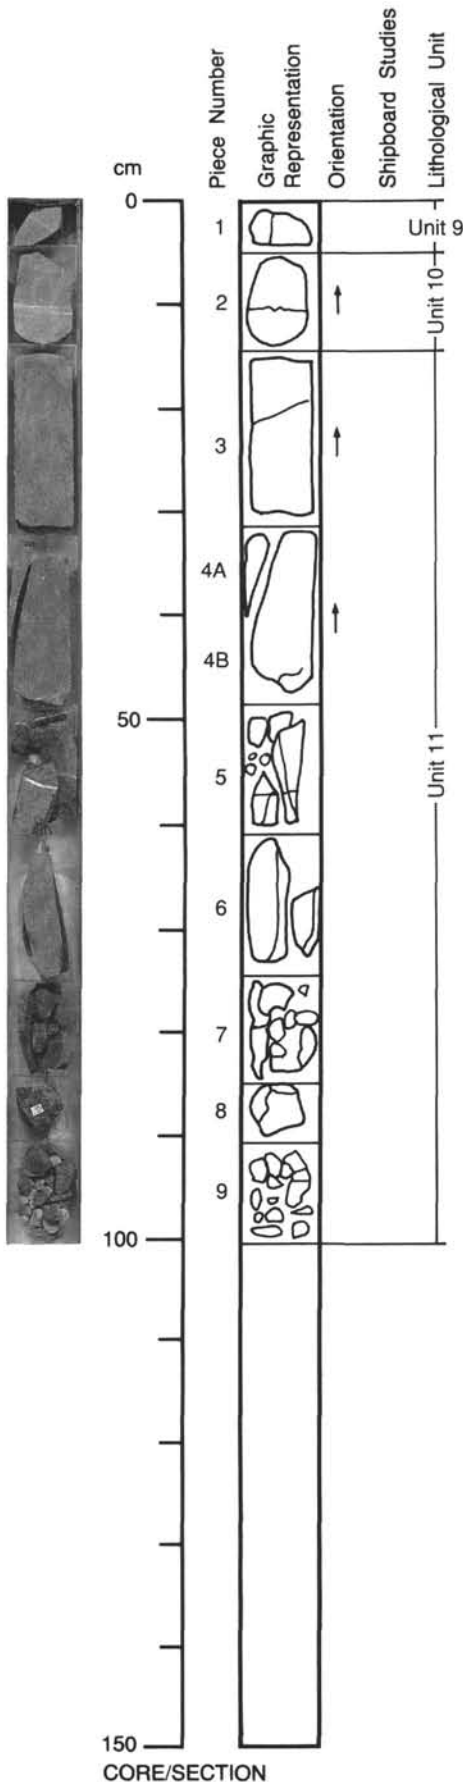 cm
Piece Number
Graphic
Representation
Orientation
Shipboard Studies
Lithological Unit
0
1
Unit 9
2
Unit 10
3
4A
4B
50
5
Unit 11
6
7
8
9
100
150
CORE/SECTION